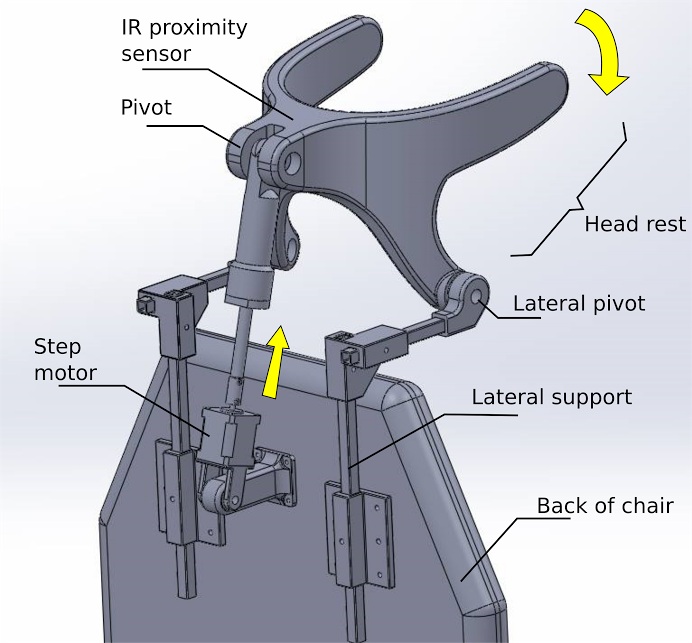 IR proximity
sensor
Pivot
Head rest
Lateral pivot
Step
motor
Lateral support
Back of chair